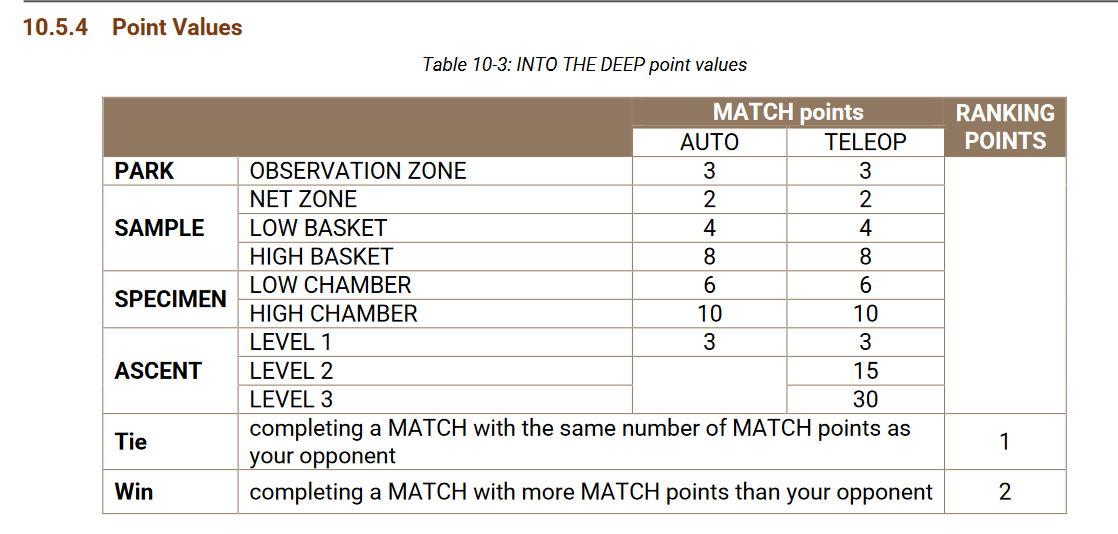 10.5.4 Point Values
Table 10-3: INTO THE DEEP point values
MATCH points RANKING POINTS
AUTO TELEOP
PARK OBSERVATION ZONE 3 3
SAMPLE NET ZONE 2 2
LOW BASKET 4 4
HIGH BASKET 8 8
SPECIMEN LOW CHAMBER 6 6
HIGH CHAMBER 10 10
ASCENT LEVEL 1 3 3
LEVEL 2 15
LEVEL 3 30
Tie completing a MATCH with the same number of MATCH points as
your opponent 1
Win completing a MATCH with more MATCH points than your opponent 2